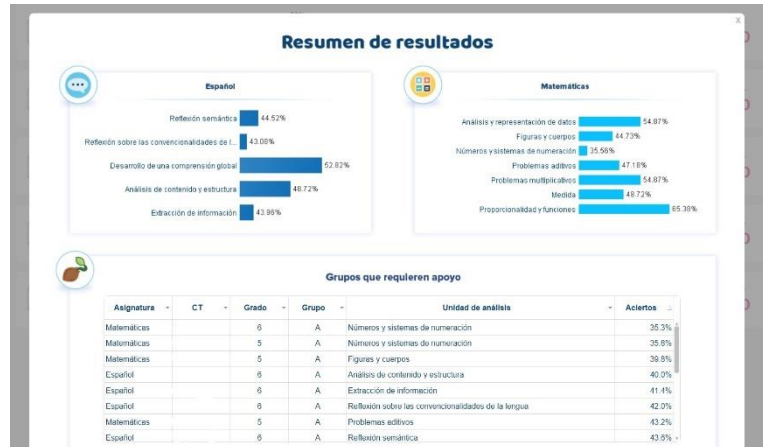 x
Resumen de resultados
Español
Reflexión semántica 44.52%
Reflexión sobre las convencionalidades de l... 43.08%
Desarrollo de una comprensión global 52.82%
Análisis de contenido y estructura 48.72%
Extracción de información 43.96%
Matemáticas
Análisis y representación de datos 54.87%
Figuras y cuerpos 44.73%
Números y sistemas de numeración 35.56%
Problemas aditivos 47.18%
Problemas multiplicativos 54.87%
Medida 48.72%
Proporcionalidad y funciones 65.38%
Grupos que requieren apoyo
Asignatura CT Grado Grupo Unidad de análisis Aciertos
Matemáticas 6 A Números y sistemas de numeración 35.3%
Matemáticas 5 A Números y sistemas de numeración 35.8%
Matemáticas 5 A Figuras y cuerpos 39.8%
Español 6 A Análisis de contenido y estructura 40.0%
Español 6 A Extracción de información 41.4%
Español 6 A Reflexión sobre las convencionalidades de la lengua 42.0%
Matemáticas 5 A Problemas aditivos 43.2%
Español 6 A Reflexión semántica 43.6%